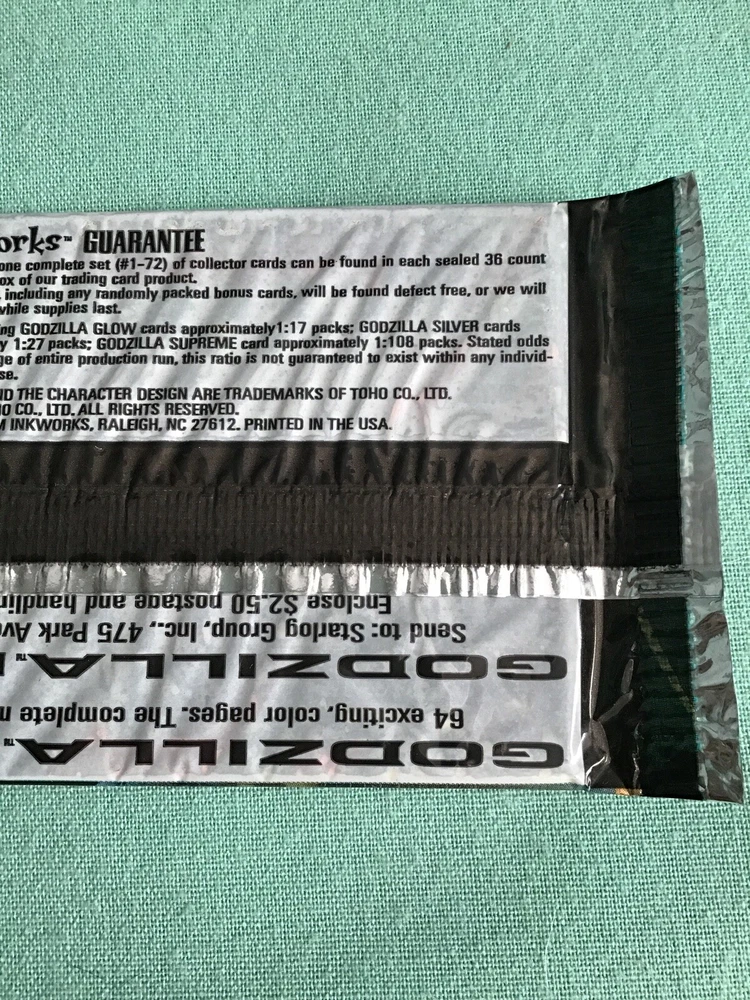 orks™ GUARANTEE
one complete set (#1-72) of collector cards can be found in each sealed 36 count
ox of our trading card product.
, including any randomly packed bonus cards, will be found defect free, or we will
while supplies last.
ng GODZILLA GLOW cards approximately1:17 packs; GODZILLA SILVER cards
y 1:27 packs; GODZILLA SUPREME card approximately 1:108 packs. Stated odds
ge of entire production run, this ratio is not guaranteed to exist within any individ-
se.
ND THE CHARACTER DESIGN ARE TRADEMARKS OF TOHO CO., LTD.
HO CO., LTD. ALL RIGHTS RESERVED.
M INKWORKS, RALEIGH, NC 27612. PRINTED IN THE USA.
GODZILLA™
64 exciting, color pages. The complete m
GODZILLA™
Send to: Starlog Group, Inc., 475 Park Ave
Enclose $2.50 postage and handlin